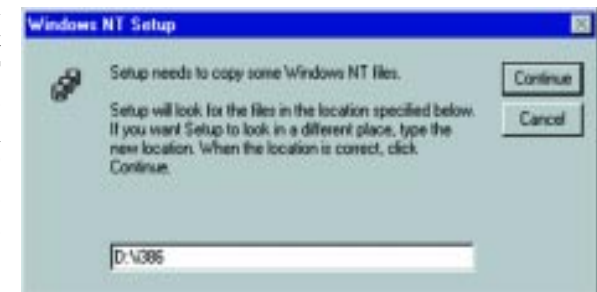 Windows NT Setup
Setup needs to copy some Windows NT files.
Setup will look for the files in the location specified below.
If you want Setup to look in a different place, type the
new location. When the location is correct, click
Continue.
Continue
Cancel
D:\i386